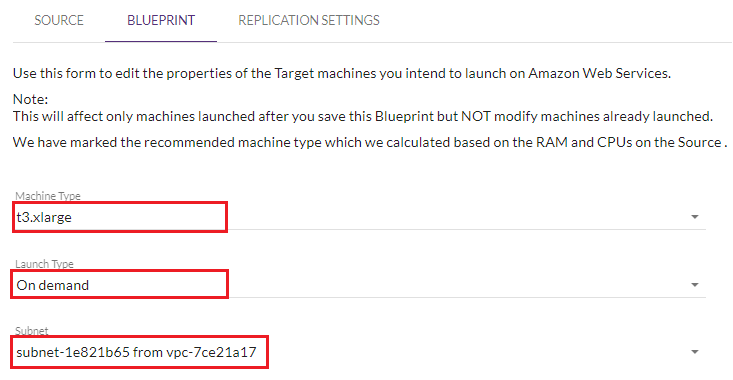 SOURCE BLUEPRINT REPLICATION SETTINGS
Use this form to edit the properties of the Target machines you intend to launch on Amazon Web Services.
Note:
This will affect only machines launched after you save this Blueprint but NOT modify machines already launched.
We have marked the recommended machine type which we calculated based on the RAM and CPUs on the Source .
Machine Type
t3.xlarge
Launch Type
On demand
Subnet
subnet-1e821b65 from vpc-7ce21a17